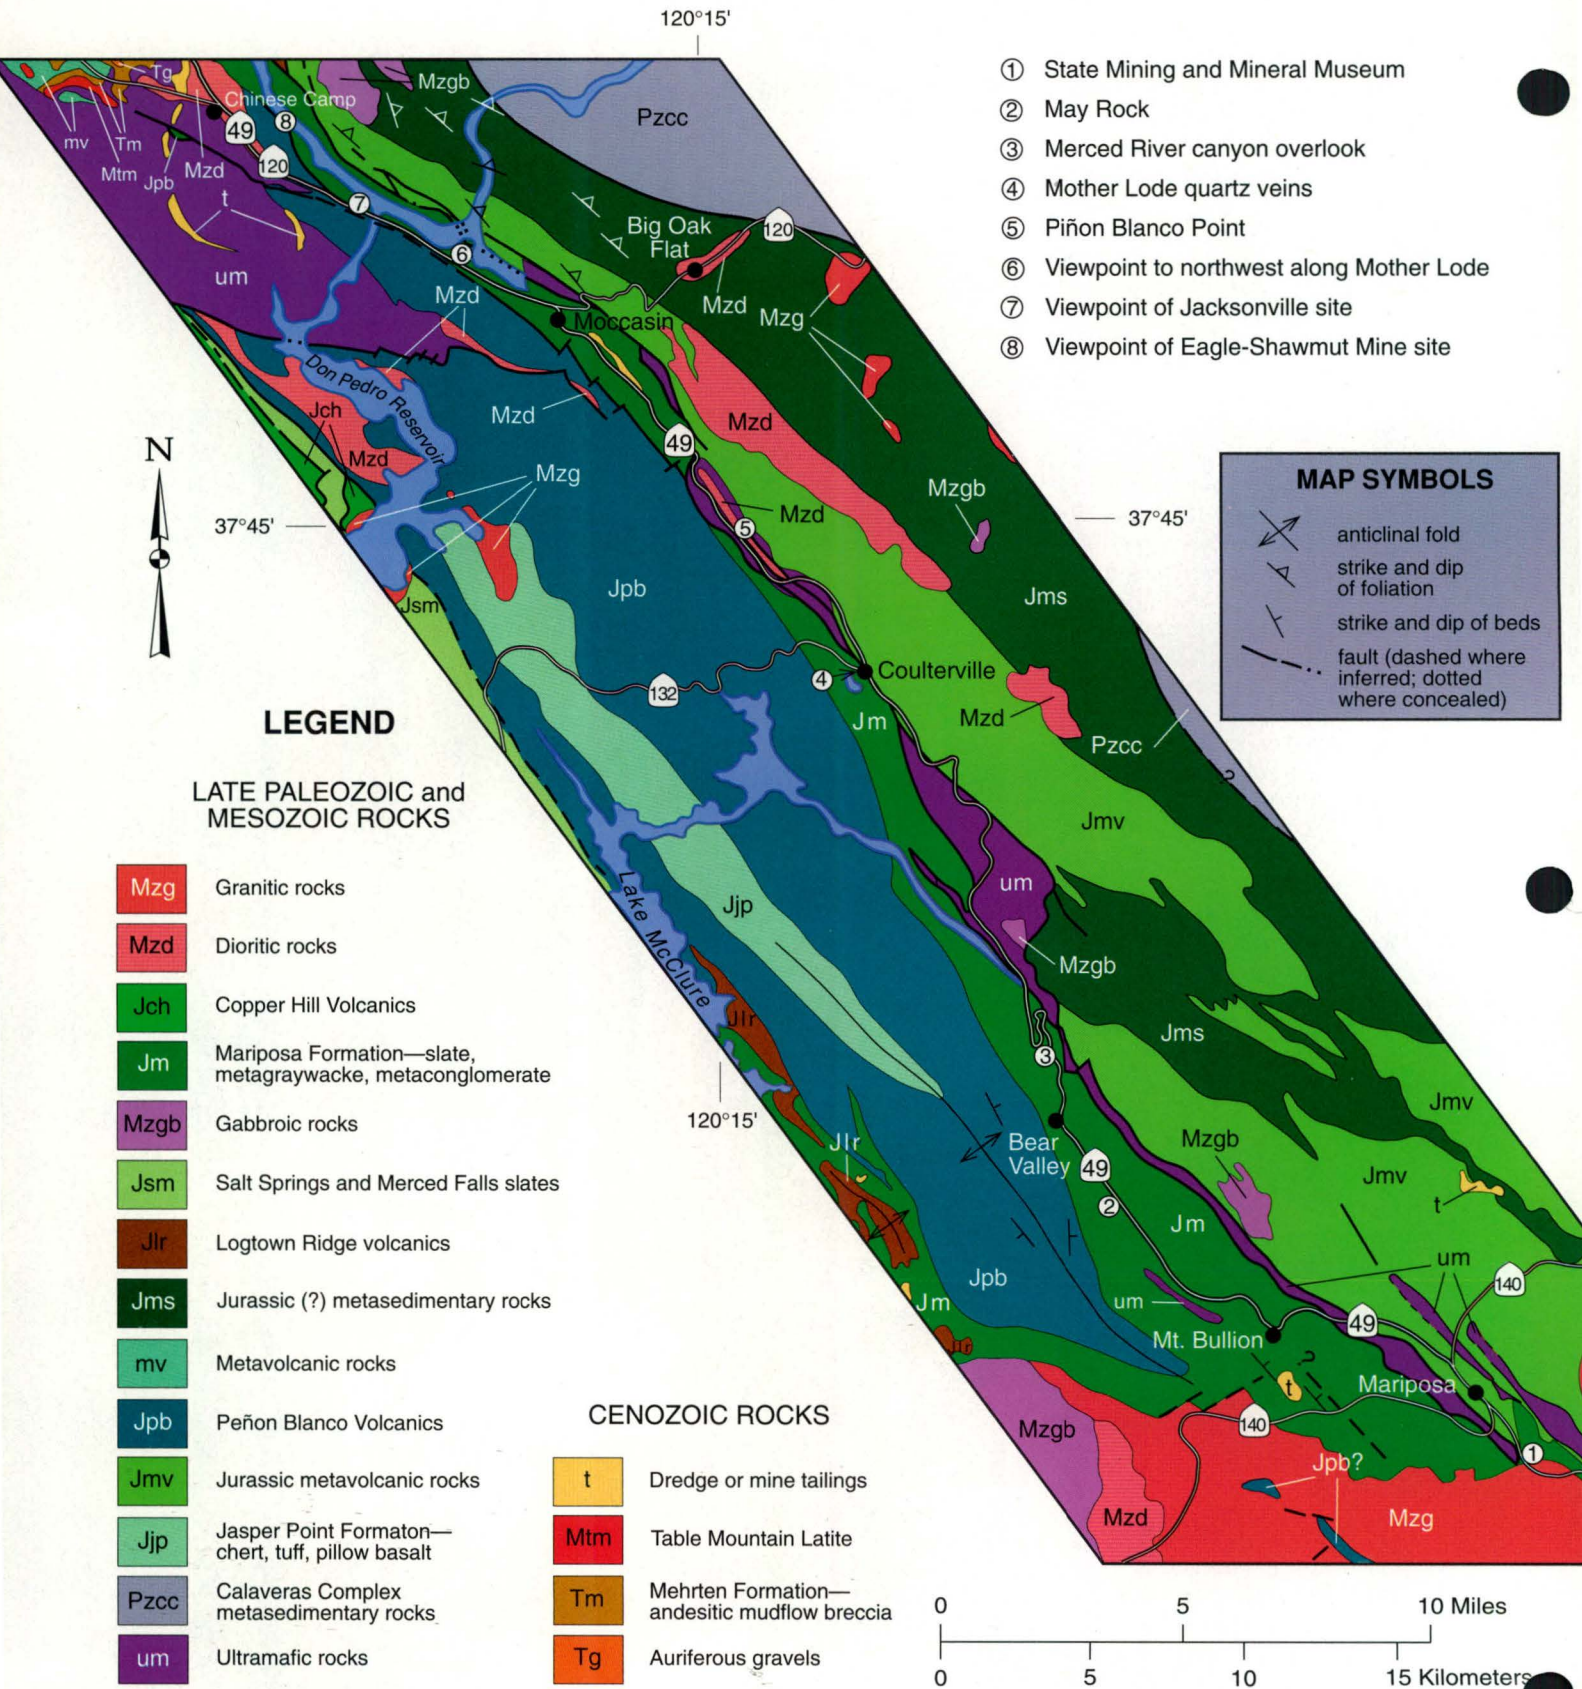 120°15'
① State Mining and Mineral Museum
② May Rock
③ Merced River canyon overlook
④ Mother Lode quartz veins
⑤ Piñon Blanco Point
⑥ Viewpoint to northwest along Mother Lode
⑦ Viewpoint of Jacksonville site
⑧ Viewpoint of Eagle-Shawmut Mine site
Tg
Mzgb
Chinese Camp
Pzcc
49
8
mv
Tm
120
Mtm
Jpb
Mzd
t
7
Big Oak
Flat
120
6
um
Mzd
Mzd
Mzg
Moccasin
Don Pedro Reservoir
Jch
Mzd
Mzd
49
N
Mzd
Mzg
Mzgb
Mzd
37°45'
5
37°45'
MAP SYMBOLS
anticlinal fold
strike and dip
of foliation
strike and dip of beds
fault (dashed where
inferred; dotted
where concealed)
Jpb
Jms
Jsm
132
4
Coulterville
Jm
Mzd
Pzcc
?
Jmv
um
Jjp
Lake McClure
Mzgb
Jlr
Jms
3
120°15'
Jmv
Jlr
Bear
Valley
49
Mzgb
2
Jmv
t
Jm
um
Jpb
140
Jm
um
49
Mt. Bullion
Jlr
?
t
Mariposa
Mzgb
140
1
Jpb?
Mzd
Mzg
LEGEND
LATE PALEOZOIC and
MESOZOIC ROCKS
Mzg Granitic rocks
Mzd Dioritic rocks
Jch Copper Hill Volcanics
Jm Mariposa Formation—slate,
metagraywacke, metaconglomerate
Mzgb Gabbroic rocks
Jsm Salt Springs and Merced Falls slates
Jlr Logtown Ridge volcanics
Jms Jurassic (?) metasedimentary rocks
mv Metavolcanic rocks
Jpb Peñon Blanco Volcanics
Jmv Jurassic metavolcanic rocks
Jjp Jasper Point Formaton—
chert, tuff, pillow basalt
Pzcc Calaveras Complex
metasedimentary rocks
um Ultramafic rocks
CENOZOIC ROCKS
t Dredge or mine tailings
Mtm Table Mountain Latite
Tm Mehrten Formation—
andesitic mudflow breccia
Tg Auriferous gravels
0 5 10 Miles
0 5 10 15 Kilometers